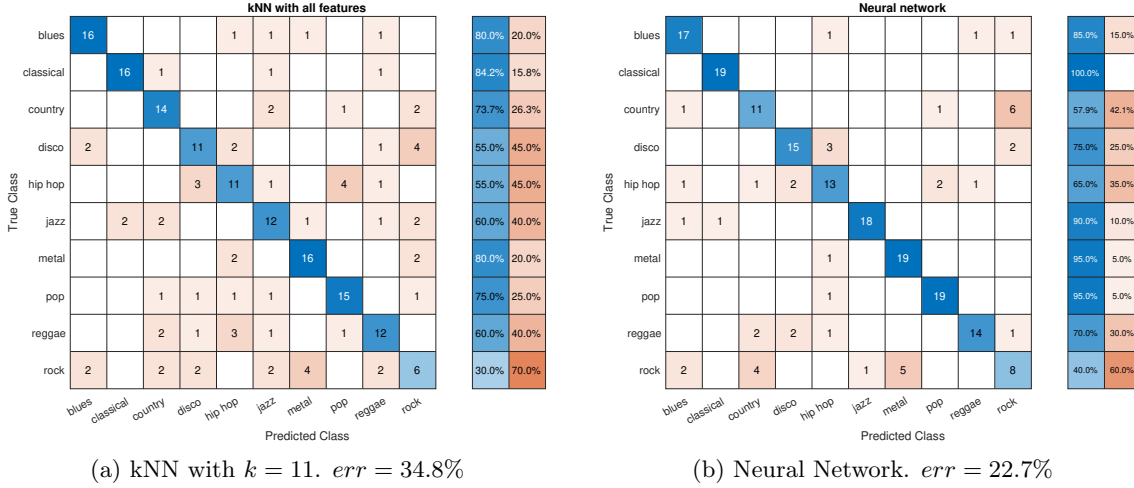 kNN with all features
True Class
blues 16 1 1 1 1 80.0% 20.0%
classical 16 1 1 1 84.2% 15.8%
country 14 2 1 2 73.7% 26.3%
disco 2 11 2 1 4 55.0% 45.0%
hip hop 3 11 1 4 1 55.0% 45.0%
jazz 2 2 12 1 1 2 60.0% 40.0%
metal 2 16 2 80.0% 20.0%
pop 1 1 1 1 15 1 75.0% 25.0%
reggae 2 1 3 1 12 1 60.0% 40.0%
rock 2 2 2 2 4 2 6 30.0% 70.0%
blues classical country disco hip hop jazz metal pop reggae rock
Predicted Class
(a) kNN with k = 11. err = 34.8%
Neural network
True Class
blues 17 1 1 1 85.0% 15.0%
classical 19 100.0%
country 1 11 1 6 57.9% 42.1%
disco 15 3 2 75.0% 25.0%
hip hop 1 1 2 13 2 1 65.0% 35.0%
jazz 1 1 18 90.0% 10.0%
metal 1 19 95.0% 5.0%
pop 1 19 95.0% 5.0%
reggae 2 2 1 14 1 70.0% 30.0%
rock 2 4 1 5 8 40.0% 60.0%
blues classical country disco hip hop jazz metal pop reggae rock
Predicted Class
(b) Neural Network. err = 22.7%